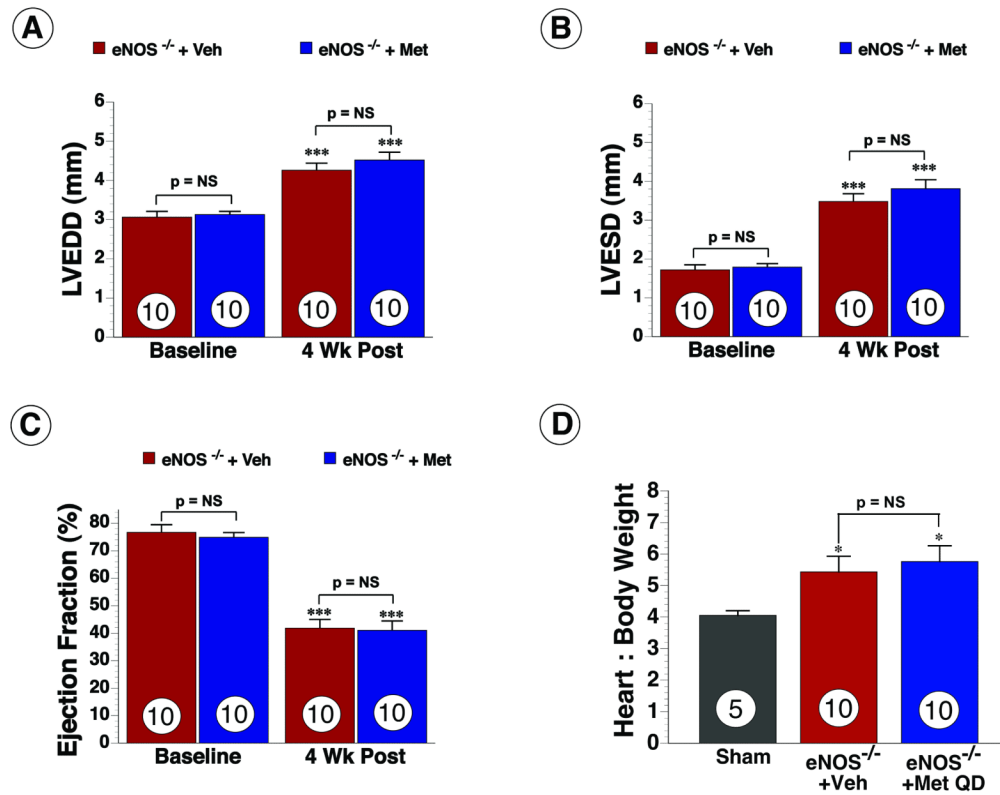 A
eNOS -/- + Veh
eNOS -/- + Met
LVEDD (mm)
6
5
4
3
2
1
0
p = NS
p = NS
***
***
10
10
10
10
Baseline
4 Wk Post
B
eNOS -/- + Veh
eNOS -/- + Met
LVESD (mm)
6
5
4
3
2
1
0
p = NS
p = NS
***
***
10
10
10
10
Baseline
4 Wk Post
C
eNOS -/- + Veh
eNOS -/- + Met
Ejection Fraction (%)
80
70
60
50
40
30
20
10
0
p = NS
p = NS
***
***
10
10
10
10
Baseline
4 Wk Post
D
Heart : Body Weight
8
7
6
5
4
3
2
1
0
p = NS
*
*
5
10
10
Sham
eNOS-/-
+Veh
eNOS-/-
+Met QD